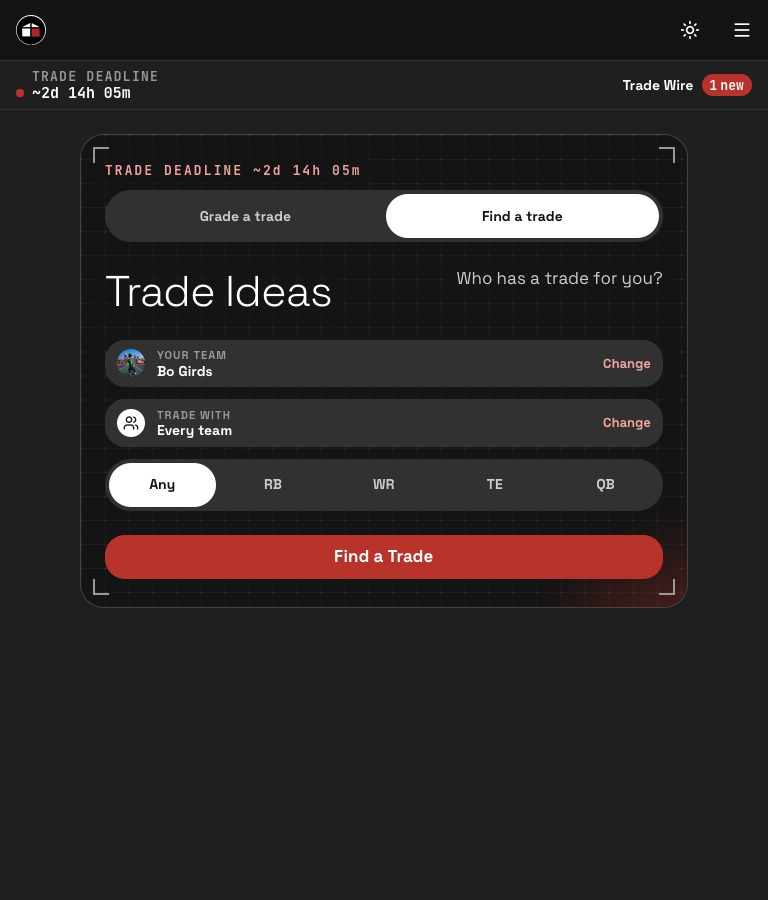 TRADE DEADLINE
~2d 14h 05m
Trade Wire 1 new
TRADE DEADLINE ~2d 14h 05m
Grade a trade Find a trade
Trade Ideas Who has a trade for you?
YOUR TEAM
Bo Girds
Change
TRADE WITH
Every team
Change
Any RB WR TE QB
Find a Trade